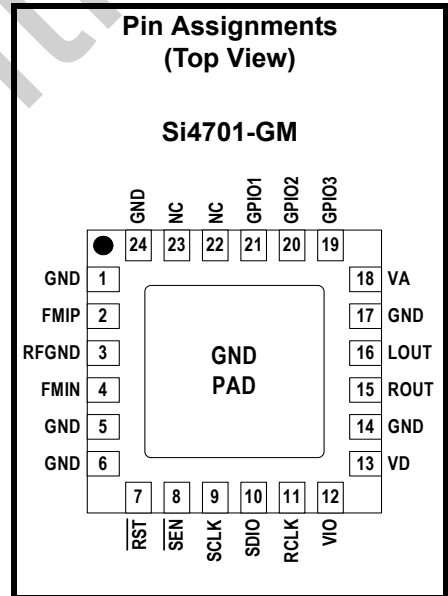 Pin Assignments
(Top View)
Si4701-GM
GND NC NC GPIO1 GPIO2 GPIO3
24 23 22 21 20 19
GND 1 18 VA
FMIP 2 17 GND
RFGND 3 16 LOUT
GND
PAD
FMIN 4 15 ROUT
GND 5 14 GND
GND 6 13 VD
7 8 9 10 11 12
RST SEN SCLK SDIO RCLK VIO